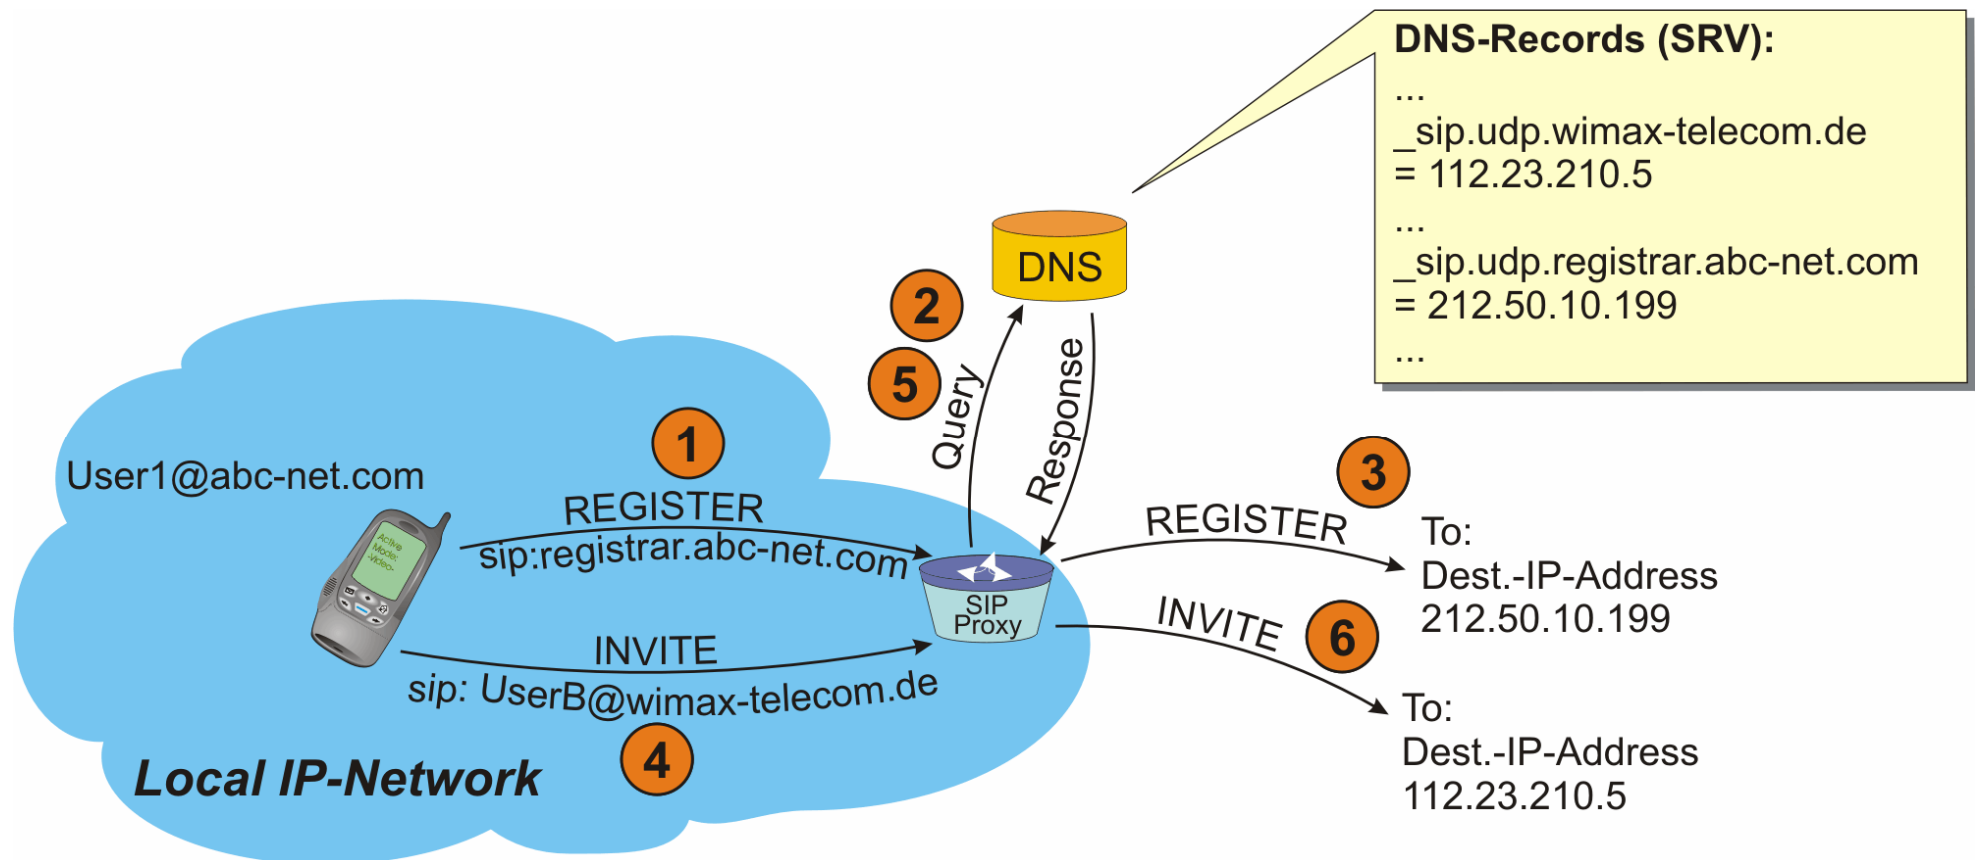 DNS-Records (SRV):
...
_sip.udp.wimax-telecom.de
= 112.23.210.5
...
_sip.udp.registrar.abc-net.com
= 212.50.10.199
...
DNS
2
5
Query
Response
1
User1@abc-net.com
REGISTER
sip:registrar.abc-net.com
Active
Mode:
-Video-
SIP
Proxy
3
REGISTER
To:
Dest.-IP-Address
212.50.10.199
INVITE
sip: UserB@wimax-telecom.de
4
INVITE
6
To:
Dest.-IP-Address
112.23.210.5
Local IP-Network